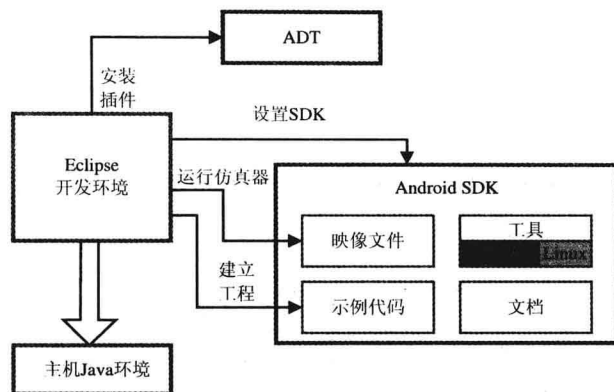 ADT
安装
插件
设置SDK
Eclipse
开发环境
运行仿真器
Android SDK
映像文件
工具
Linux
建立
工程
示例代码
文档
主机Java环境